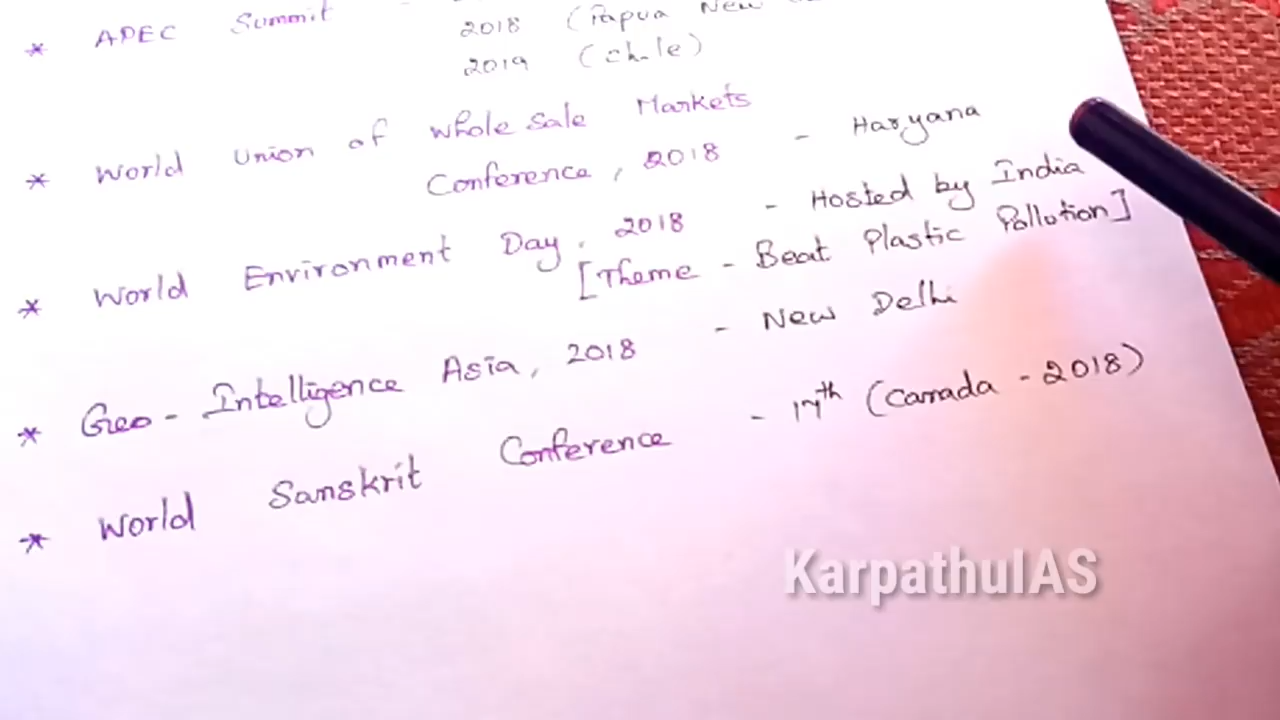 * APEC Summit -
2018 (Papua New
2019 (Chile)
* World Union of Whole Sale Markets
Conference, 2018 - Haryana
* World Environment Day, 2018 - Hosted by India
[Theme - Beat Plastic Pollution]
* Geo - Intelligence Asia, 2018 - New Delhi
* World Sanskrit Conference - 17th (Canada - 2018)
KarpathuIAS